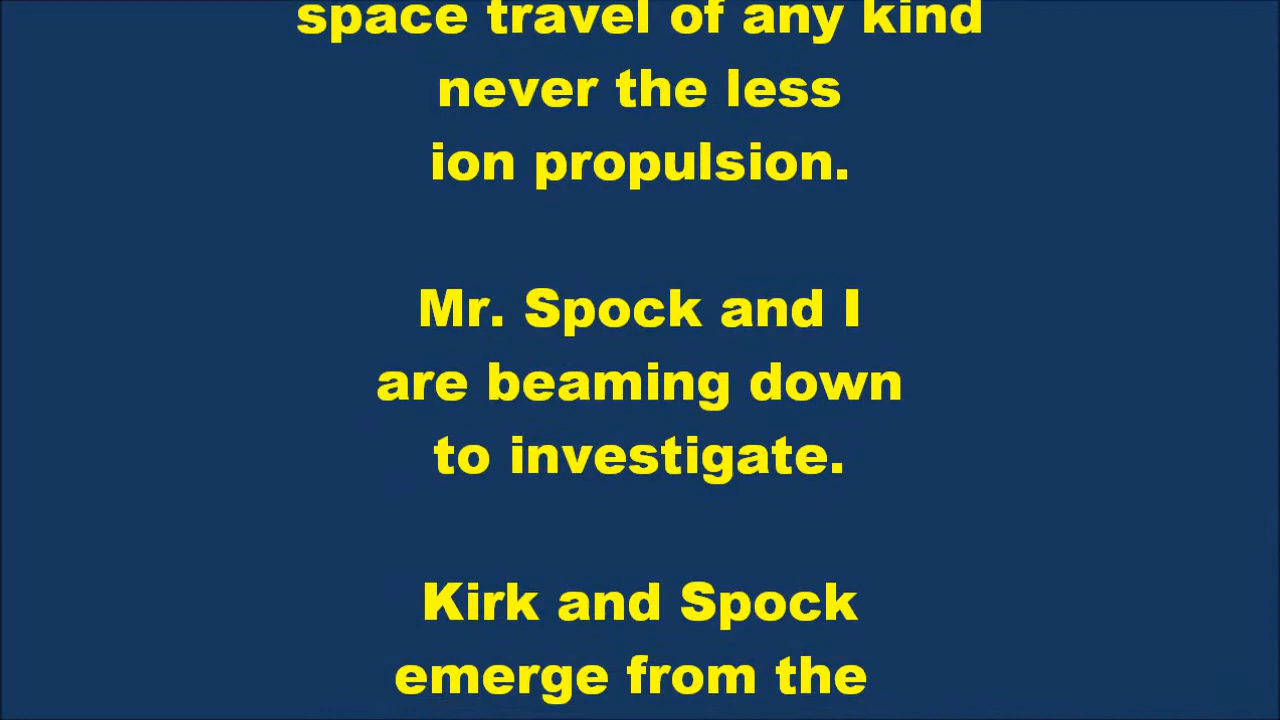 space travel of any kind
never the less
ion propulsion.
Mr. Spock and I
are beaming down
to investigate.
Kirk and Spock
emerge from the